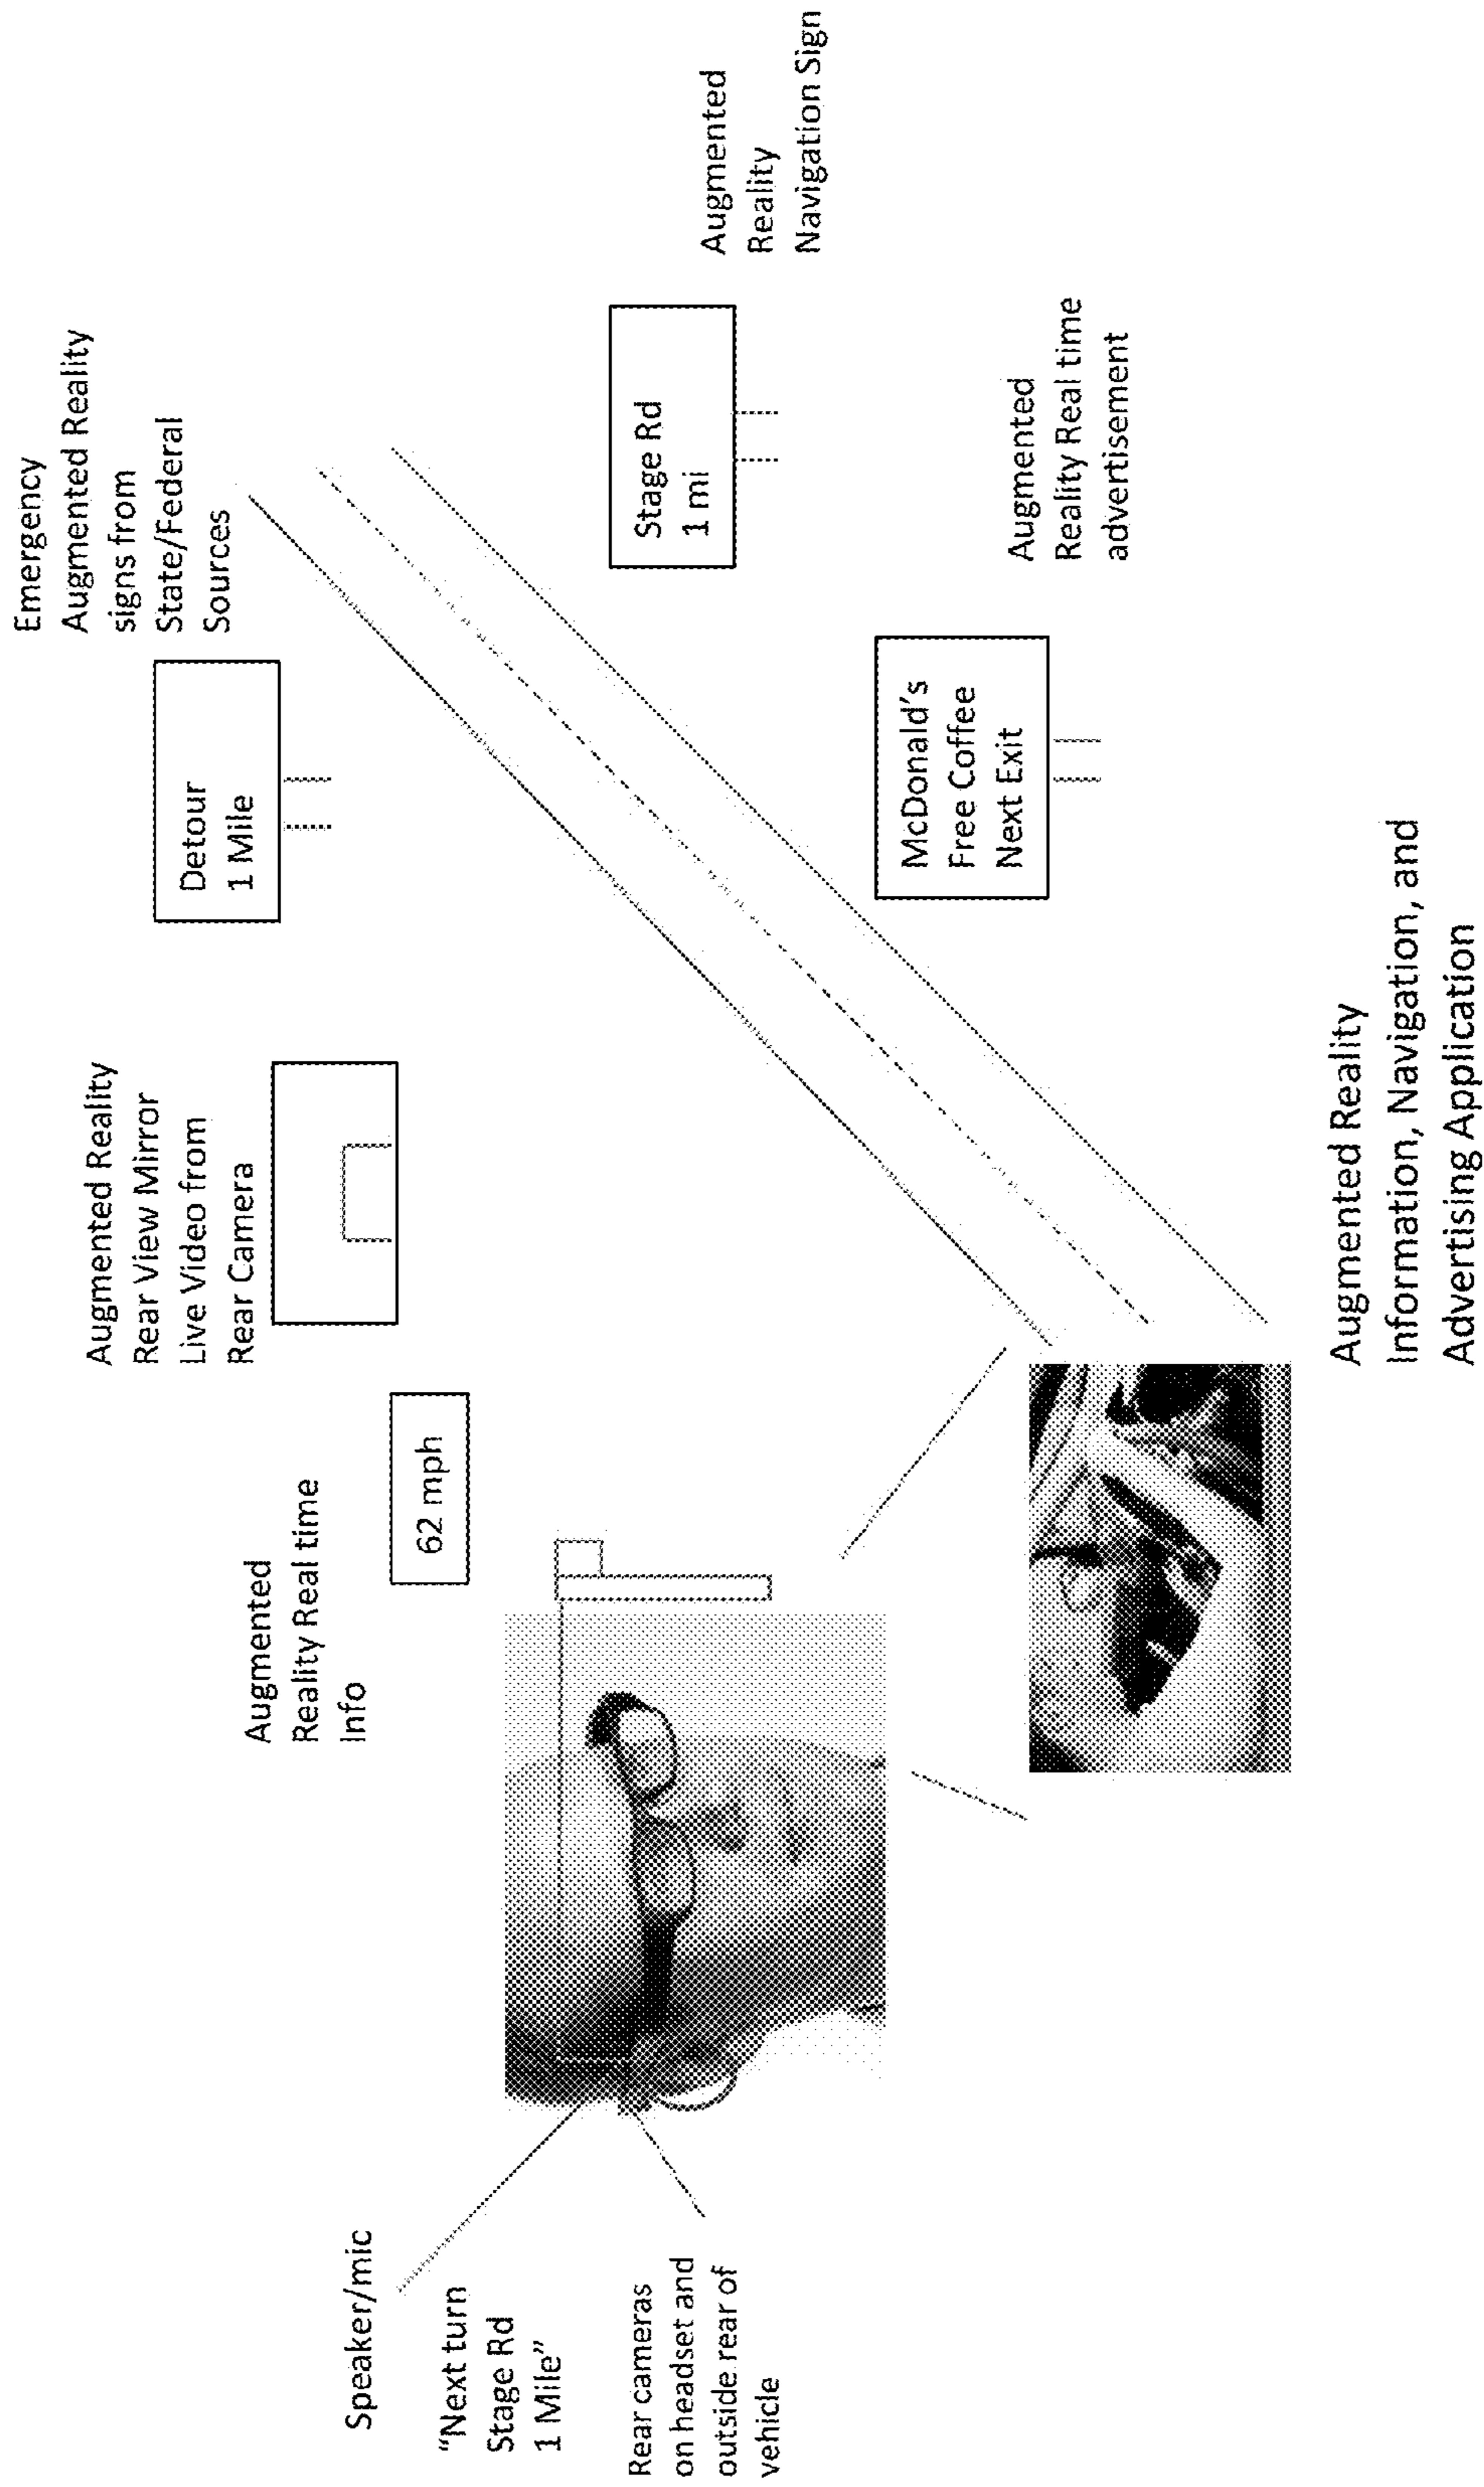 Speaker/mic
“Next turn
Stage Rd
1 Mile”
Rear cameras
on headset and
outside rear of
vehicle
Augmented
Reality Real time
Info
62 mph
Augmented Reality
Rear View Mirror
Live Video from
Rear Camera
Detour
1 Mile
Emergency
Augmented Reality
signs from
State/Federal
Sources
Stage Rd
1 mi
Augmented
Reality
Navigation Sign
McDonald’s
Free Coffee
Next Exit
Augmented
Reality Real time
advertisement
Augmented Reality
Information, Navigation, and
Advertising Application